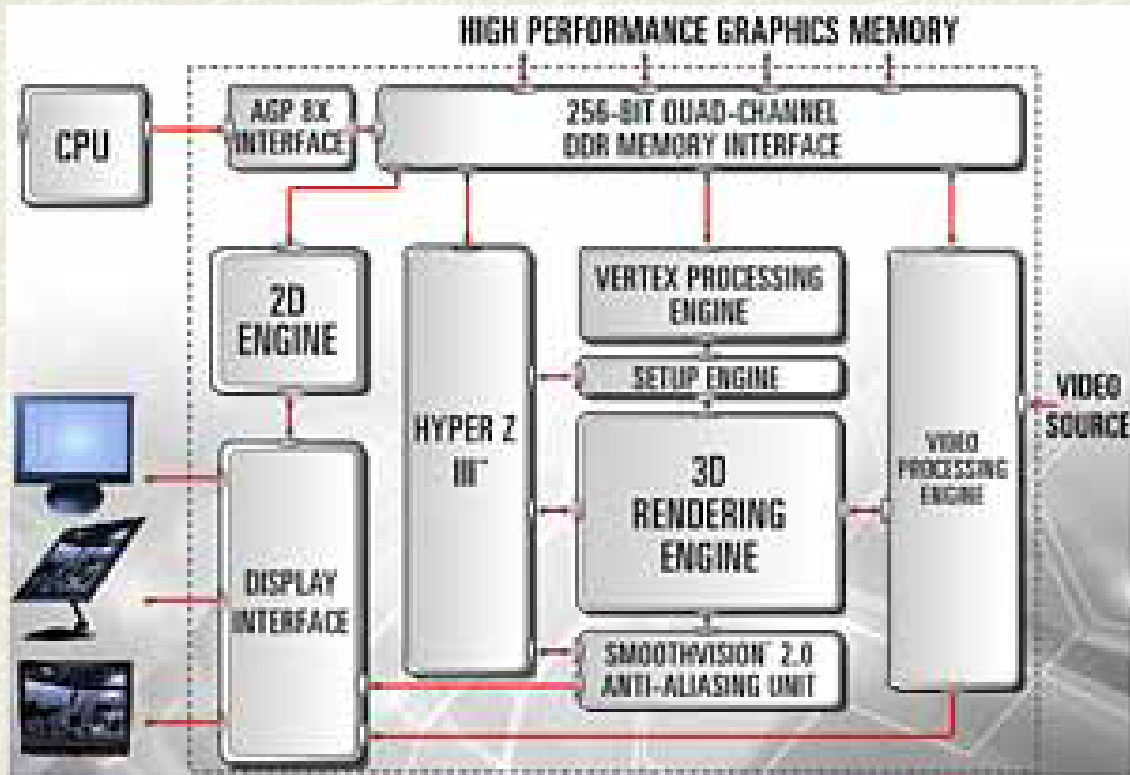 HIGH PERFORMANCE GRAPHICS MEMORY
CPU
AGP 8X
INTERFACE
256-BIT QUAD-CHANNEL
DDR MEMORY INTERFACE
2D
ENGINE
HYPER Z
III™
VERTEX PROCESSING
ENGINE
SETUP ENGINE
3D
RENDERING
ENGINE
VIDEO
PROCESSING
ENGINE
VIDEO
SOURCE
DISPLAY
INTERFACE
SMOOTHVISION™ 2.0
ANTI-ALIASING UNIT